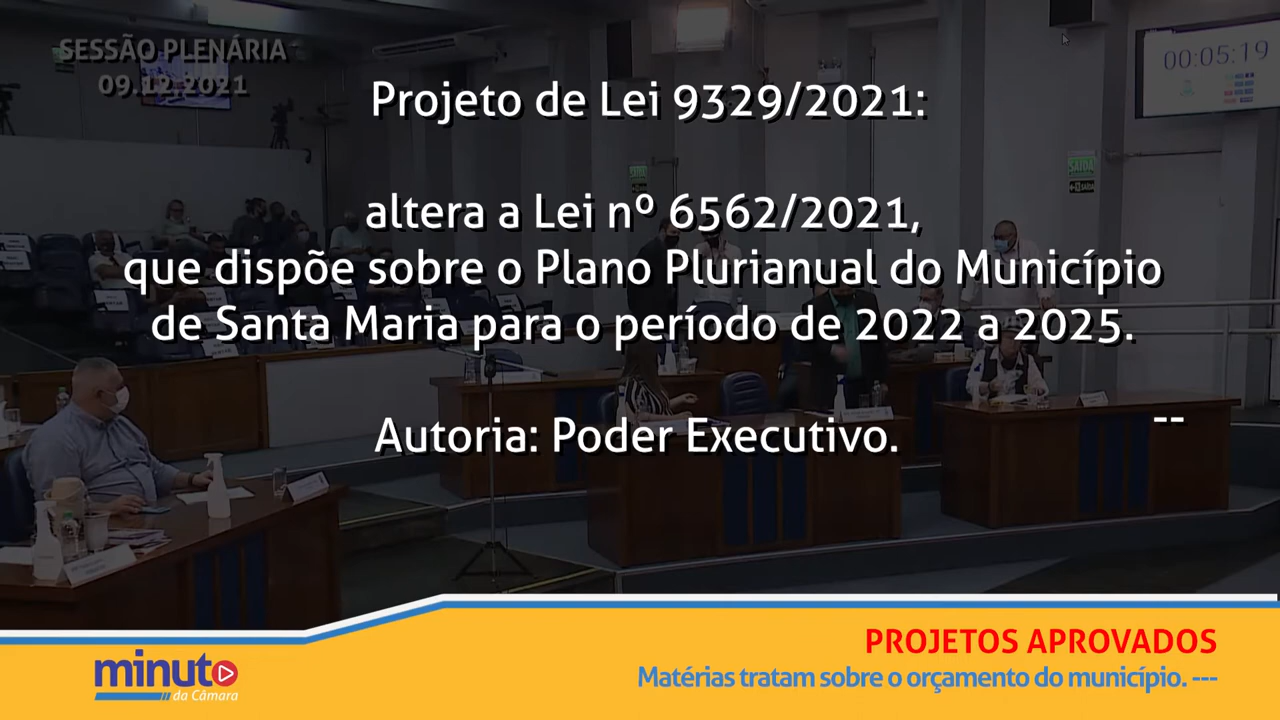 SESSÃO PLENÁRIA
09.12.2021
00:05:19
Projeto de Lei 9329/2021:
SAÍDA
SAÍDA
altera a Lei nº 6562/2021,
que dispõe sobre o Plano Plurianual do Município
de Santa Maria para o período de 2022 a 2025.
Autoria: Poder Executivo.
--
PROJETOS APROVADOS
Matérias tratam sobre o orçamento do município. ---
minuto
da Câmara